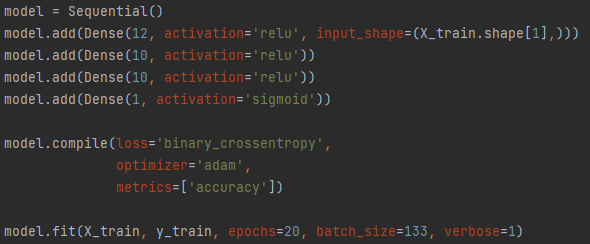 model = Sequential()
model.add(Dense(12, activation='relu', input_shape=(X_train.shape[1],)))
model.add(Dense(10, activation='relu'))
model.add(Dense(10, activation='relu'))
model.add(Dense(1, activation='sigmoid'))

model.compile(loss='binary_crossentropy',
              optimizer='adam',
              metrics=['accuracy'])

model.fit(X_train, y_train, epochs=20, batch_size=133, verbose=1)